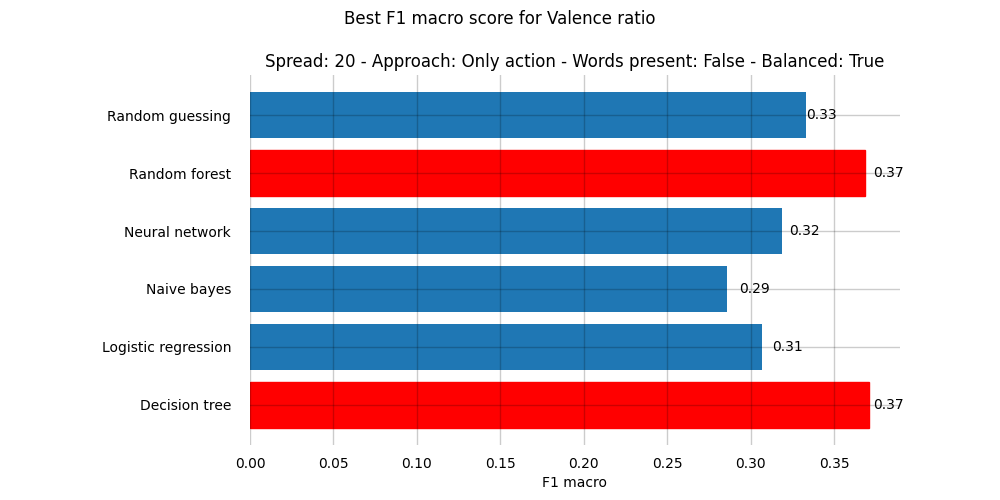 Best F1 macro score for Valence ratio
Spread: 20 - Approach: Only action - Words present: False - Balanced: True
Random guessing
0.33
Random forest
0.37
Neural network
0.32
Naive bayes
0.29
Logistic regression
0.31
Decision tree
0.37
0.00 0.05 0.10 0.15 0.20 0.25 0.30 0.35
F1 macro